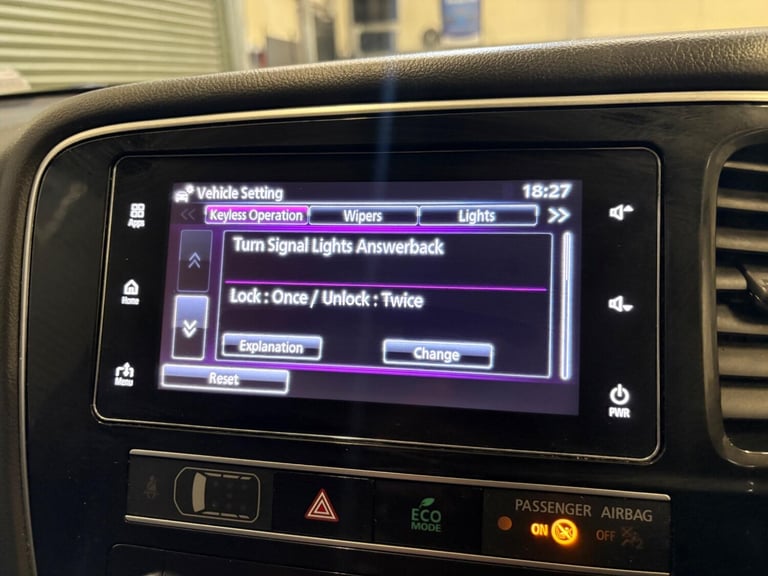 Vehicle Setting 18:27
Keyless Operation Wipers Lights
Turn Signal Lights Answerback
Lock : Once / Unlock : Twice
Explanation Change
Reset
Apps
Home
Menu
PWR
ECO
MODE
PASSENGER AIRBAG
ON OFF